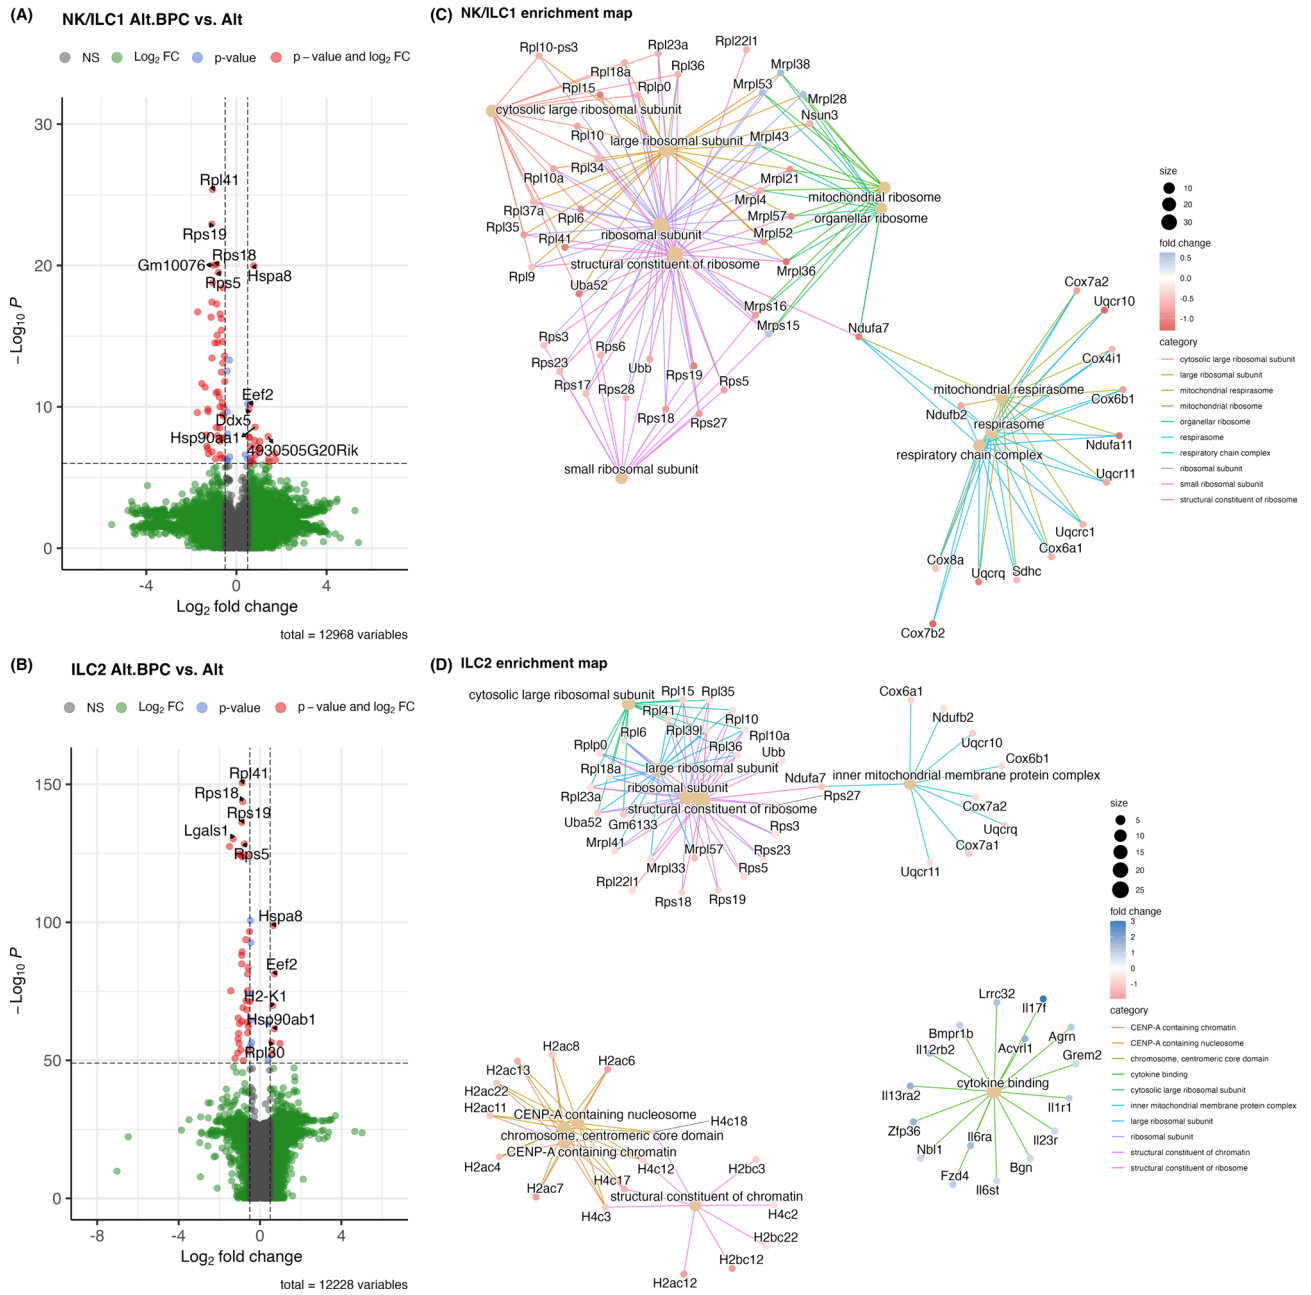 (A)
NK/ILC1 Alt.BPC vs. Alt
NS
Log2 FC
p-value
p − value and log2 FC
30
20
10
0
− Log10 P
Rpl41
Rps19
Rps18
Gm10076
Rps5
Hspa8
Eef2
Ddx5
Hsp90aa1
4930505G20Rik
-4
0
4
Log2 fold change
total = 12968 variables
(B)
ILC2 Alt.BPC vs. Alt
NS
Log2 FC
p-value
p − value and log2 FC
150
100
50
0
− Log10 P
Rpl41
Rps18
Rps19
Lgals1
Rps5
Hspa8
Eef2
H2-K1
Hsp90ab1
Rpl30
-8
-4
0
4
Log2 fold change
total = 12228 variables
(C)
NK/ILC1 enrichment map
Rpl10-ps3
Rpl23a
Rpl22l1
Rpl18a
Rpl36
Mrpl38
Rpl15
Rplp0
Mrpl53
Mrpl28
cytosolic large ribosomal subunit
Nsun3
Rpl10
large ribosomal subunit
Mrpl43
Rpl34
Rpl10a
Mrpl21
Mrpl4
mitochondrial ribosome
Rpl37a
Rpl6
Mrpl57
organellar ribosome
Rpl35
Rpl41
ribosomal subunit
Mrpl52
structural constituent of ribosome
Rpl9
Mrpl36
Uba52
Mrps16
Mrps15
Ndufa7
Rps3
Rps6
Rps23
Ubb
Rps19
Rps5
Rps17
Rps28
Rps18
Rps27
small ribosomal subunit
Cox7a2
Uqcr10
Cox4i1
mitochondrial respirasome
Cox6b1
Ndufb2
respirasome
Ndufa11
respiratory chain complex
Uqcr11
Uqcrc1
Cox6a1
Cox8a
Uqcrq
Sdhc
Cox7b2
size
10
20
30
fold change
0.5
0.0
-0.5
-1.0
category
cytosolic large ribosomal subunit
large ribosomal subunit
mitochondrial respirasome
mitochondrial ribosome
organellar ribosome
respirasome
respiratory chain complex
ribosomal subunit
small ribosomal subunit
structural constituent of ribosome
(D)
ILC2 enrichment map
cytosolic large ribosomal subunit
Rpl15
Rpl35
Rpl41
Rpl10
Rpl6
Rpl39l
Rpl10a
Rplp0
Rpl36
Ubb
Rpl18a
large ribosomal subunit
Ndufa7
Rpl23a
ribosomal subunit
Rps27
structural constituent of ribosome
Uba52
Gm6133
Rps3
Mrpl41
Mrpl57
Rps23
Mrpl33
Rps5
Rpl22l1
Rps18
Rps19
Cox6a1
Ndufb2
Uqcr10
Cox6b1
inner mitochondrial membrane protein complex
Cox7a2
Uqcrq
Cox7a1
Uqcr11
H2ac8
H2ac13
H2ac6
H2ac22
H2ac11
CENP-A containing nucleosome
H4c18
chromosome, centromeric core domain
CENP-A containing chromatin
H2ac4
H4c12
H2bc3
H2ac7
H4c17
structural constituent of chromatin
H4c3
H4c2
H2bc22
H2bc12
H2ac12
Lrrc32
Il17f
Bmpr1b
Agrn
Il12rb2
Acvrl1
Grem2
cytokine binding
Il13ra2
Il1r1
Zfp36
Il6ra
Il23r
Nbl1
Bgn
Fzd4
Il6st
size
5
10
15
20
25
fold change
3
2
1
0
-1
category
CENP-A containing chromatin
CENP-A containing nucleosome
chromosome, centromeric core domain
cytokine binding
cytosolic large ribosomal subunit
inner mitochondrial membrane protein complex
large ribosomal subunit
ribosomal subunit
structural constituent of chromatin
structural constituent of ribosome